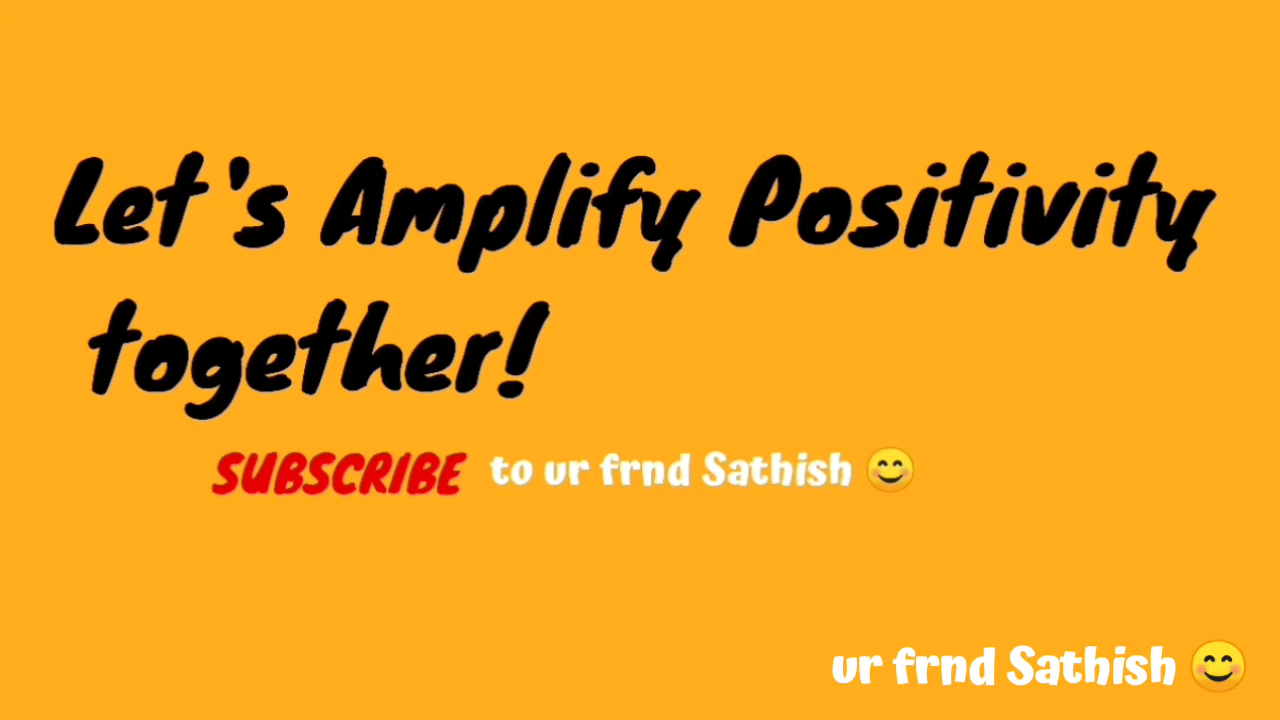 Let's Amplify Positivity
together!
SUBSCRIBE to ur frnd Sathish 😊
ur frnd Sathish 😊